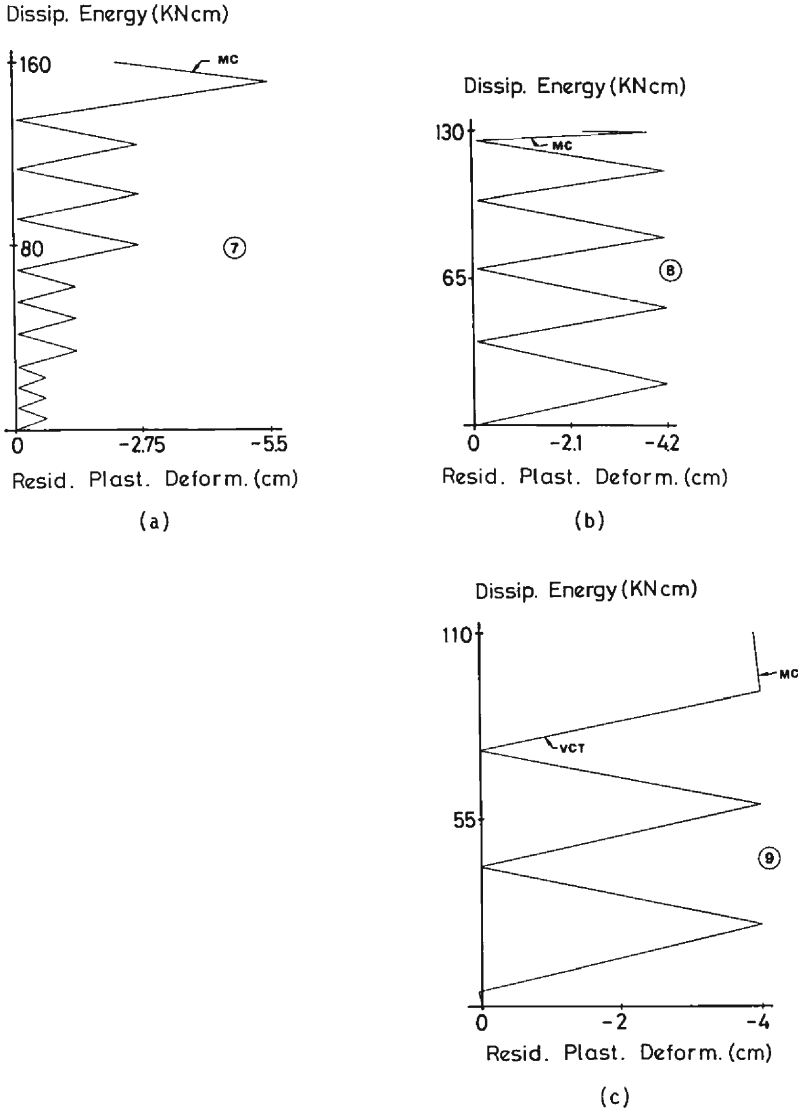 Dissip. Energy (KNcm)
160
MC
80
7
0
-2.75
-5.5
Resid. Plast. Deform. (cm)
(a)
Dissip. Energy (KNcm)
130
MC
65
8
0
-2.1
-4.2
Resid. Plast. Deform. (cm)
(b)
Dissip. Energy (KNcm)
110
MC
VCT
55
9
0
-2
-4
Resid. Plast. Deform. (cm)
(c)